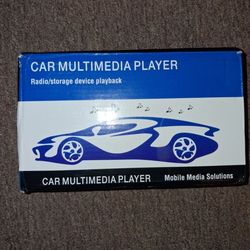 CAR MULTIMEDIA PLAYER
Radio/storage device playback
CAR MULTIMEDIA PLAYER
Mobile Media Solutions